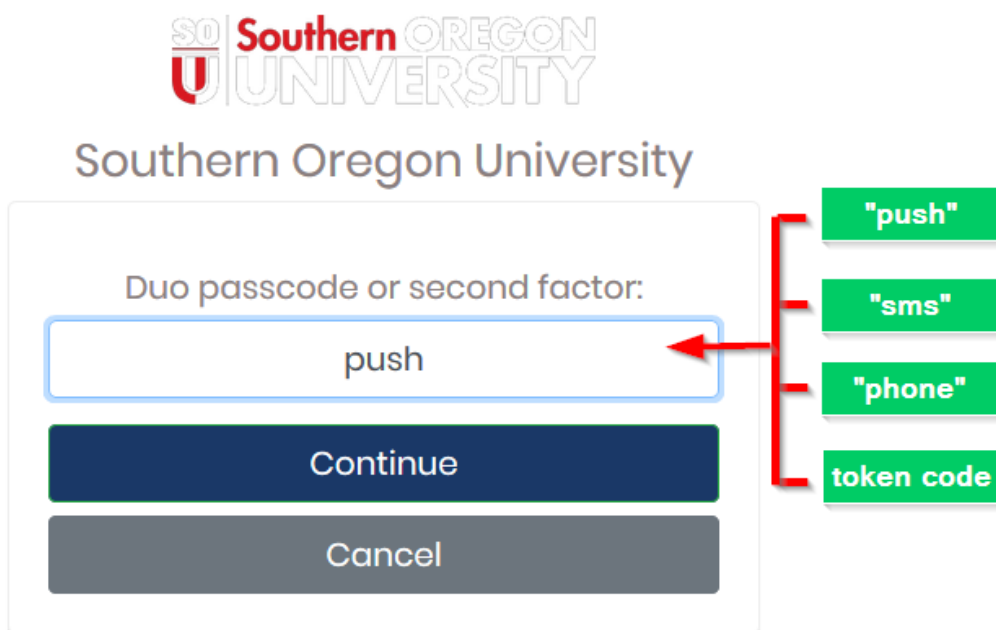 SO Southern OREGON
U UNIVERSITY
Southern Oregon University
Duo passcode or second factor:
push
Continue
Cancel
"push"
"sms"
"phone"
token code